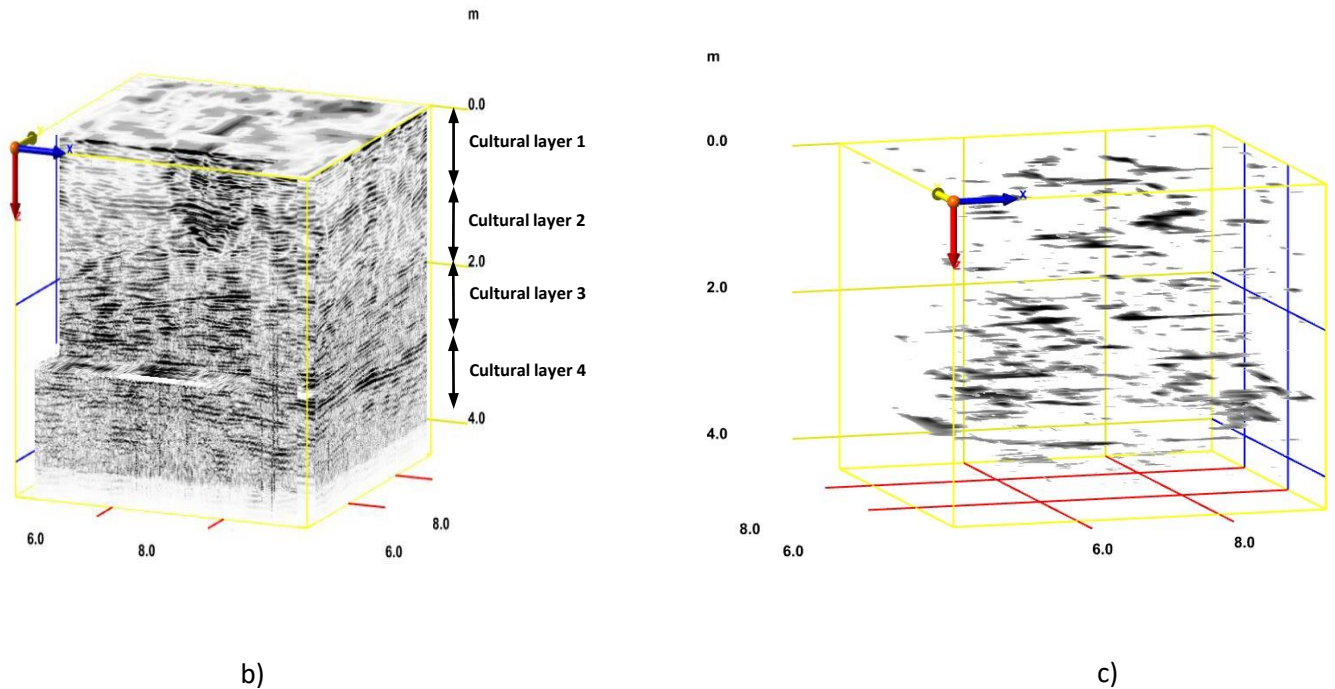 m
0.0
Cultural layer 1
Cultural layer 2
2.0
Cultural layer 3
Cultural layer 4
4.0
X
Z
6.0
8.0
6.0
8.0
b)
m
0.0
2.0
4.0
X
Z
8.0
6.0
6.0
8.0
c)